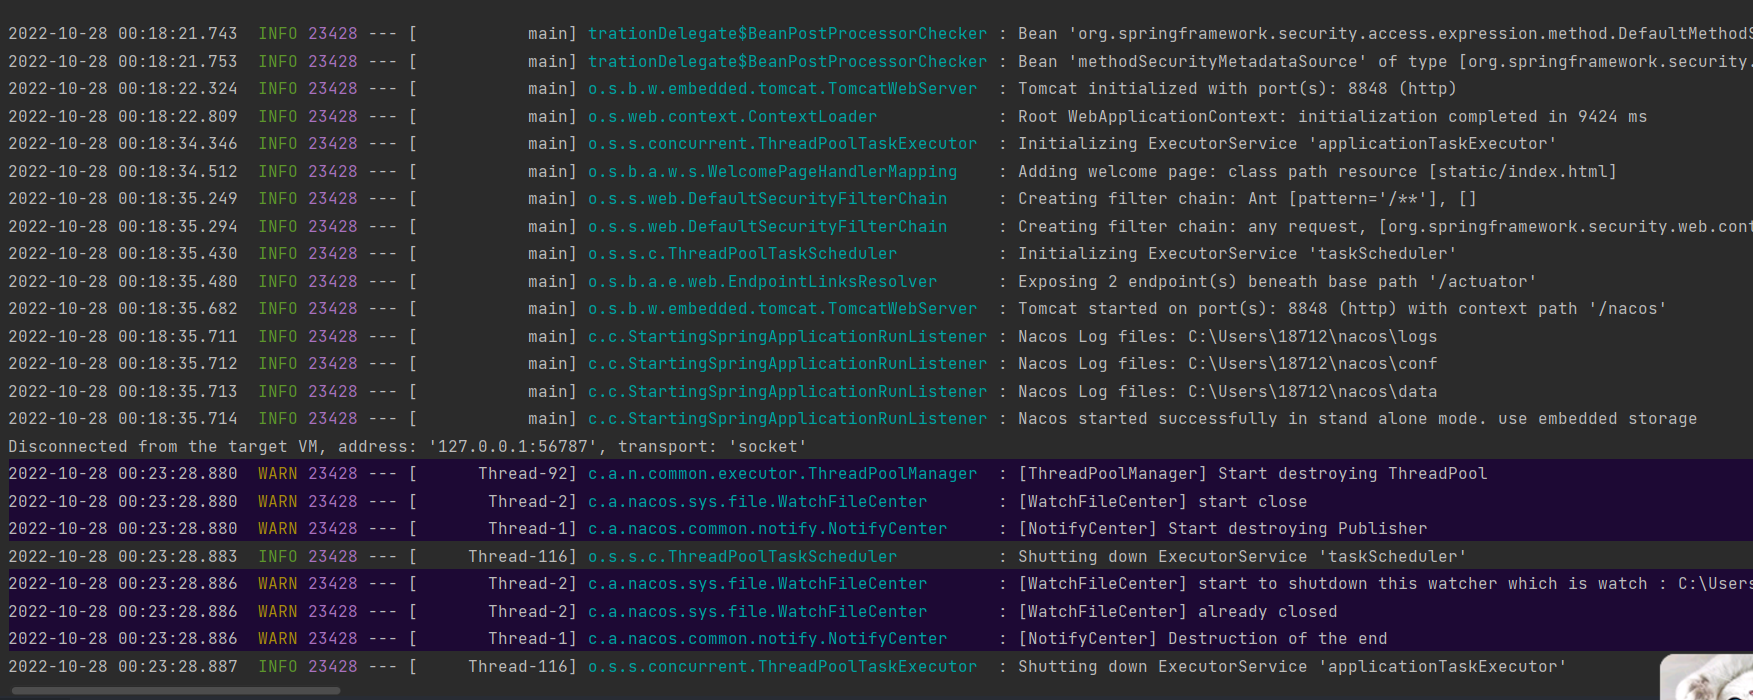 2022-10-28 00:18:21.743  INFO 23428 --- [           main] trationDelegate$BeanPostProcessorChecker : Bean 'org.springframework.security.access.expression.method.DefaultMethodS
2022-10-28 00:18:21.753  INFO 23428 --- [           main] trationDelegate$BeanPostProcessorChecker : Bean 'methodSecurityMetadataSource' of type [org.springframework.security.
2022-10-28 00:18:22.324  INFO 23428 --- [           main] o.s.b.w.embedded.tomcat.TomcatWebServer  : Tomcat initialized with port(s): 8848 (http)
2022-10-28 00:18:22.809  INFO 23428 --- [           main] o.s.web.context.ContextLoader            : Root WebApplicationContext: initialization completed in 9424 ms
2022-10-28 00:18:34.346  INFO 23428 --- [           main] o.s.s.concurrent.ThreadPoolTaskExecutor  : Initializing ExecutorService 'applicationTaskExecutor'
2022-10-28 00:18:34.512  INFO 23428 --- [           main] o.s.b.a.w.s.WelcomePageHandlerMapping    : Adding welcome page: class path resource [static/index.html]
2022-10-28 00:18:35.249  INFO 23428 --- [           main] o.s.s.web.DefaultSecurityFilterChain     : Creating filter chain: Ant [pattern='/**'], []
2022-10-28 00:18:35.294  INFO 23428 --- [           main] o.s.s.web.DefaultSecurityFilterChain     : Creating filter chain: any request, [org.springframework.security.web.cont
2022-10-28 00:18:35.430  INFO 23428 --- [           main] o.s.s.c.ThreadPoolTaskScheduler          : Initializing ExecutorService 'taskScheduler'
2022-10-28 00:18:35.480  INFO 23428 --- [           main] o.s.b.a.e.web.EndpointLinksResolver      : Exposing 2 endpoint(s) beneath base path '/actuator'
2022-10-28 00:18:35.682  INFO 23428 --- [           main] o.s.b.w.embedded.tomcat.TomcatWebServer  : Tomcat started on port(s): 8848 (http) with context path '/nacos'
2022-10-28 00:18:35.711  INFO 23428 --- [           main] c.c.StartingSpringApplicationRunListener : Nacos Log files: C:\Users\18712\nacos\logs
2022-10-28 00:18:35.712  INFO 23428 --- [           main] c.c.StartingSpringApplicationRunListener : Nacos Log files: C:\Users\18712\nacos\conf
2022-10-28 00:18:35.713  INFO 23428 --- [           main] c.c.StartingSpringApplicationRunListener : Nacos Log files: C:\Users\18712\nacos\data
2022-10-28 00:18:35.714  INFO 23428 --- [           main] c.c.StartingSpringApplicationRunListener : Nacos started successfully in stand alone mode. use embedded storage
Disconnected from the target VM, address: '127.0.0.1:56787', transport: 'socket'
2022-10-28 00:23:28.880  WARN 23428 --- [      Thread-92] c.a.n.common.executor.ThreadPoolManager  : [ThreadPoolManager] Start destroying ThreadPool
2022-10-28 00:23:28.880  WARN 23428 --- [       Thread-2] c.a.nacos.sys.file.WatchFileCenter       : [WatchFileCenter] start close
2022-10-28 00:23:28.880  WARN 23428 --- [       Thread-1] c.a.nacos.common.notify.NotifyCenter     : [NotifyCenter] Start destroying Publisher
2022-10-28 00:23:28.883  INFO 23428 --- [     Thread-116] o.s.s.c.ThreadPoolTaskScheduler          : Shutting down ExecutorService 'taskScheduler'
2022-10-28 00:23:28.886  WARN 23428 --- [       Thread-2] c.a.nacos.sys.file.WatchFileCenter       : [WatchFileCenter] start to shutdown this watcher which is watch : C:\Users
2022-10-28 00:23:28.886  WARN 23428 --- [       Thread-2] c.a.nacos.sys.file.WatchFileCenter       : [WatchFileCenter] already closed
2022-10-28 00:23:28.886  WARN 23428 --- [       Thread-1] c.a.nacos.common.notify.NotifyCenter     : [NotifyCenter] Destruction of the end
2022-10-28 00:23:28.887  INFO 23428 --- [     Thread-116] o.s.s.concurrent.ThreadPoolTaskExecutor  : Shutting down ExecutorService 'applicationTaskExecutor'